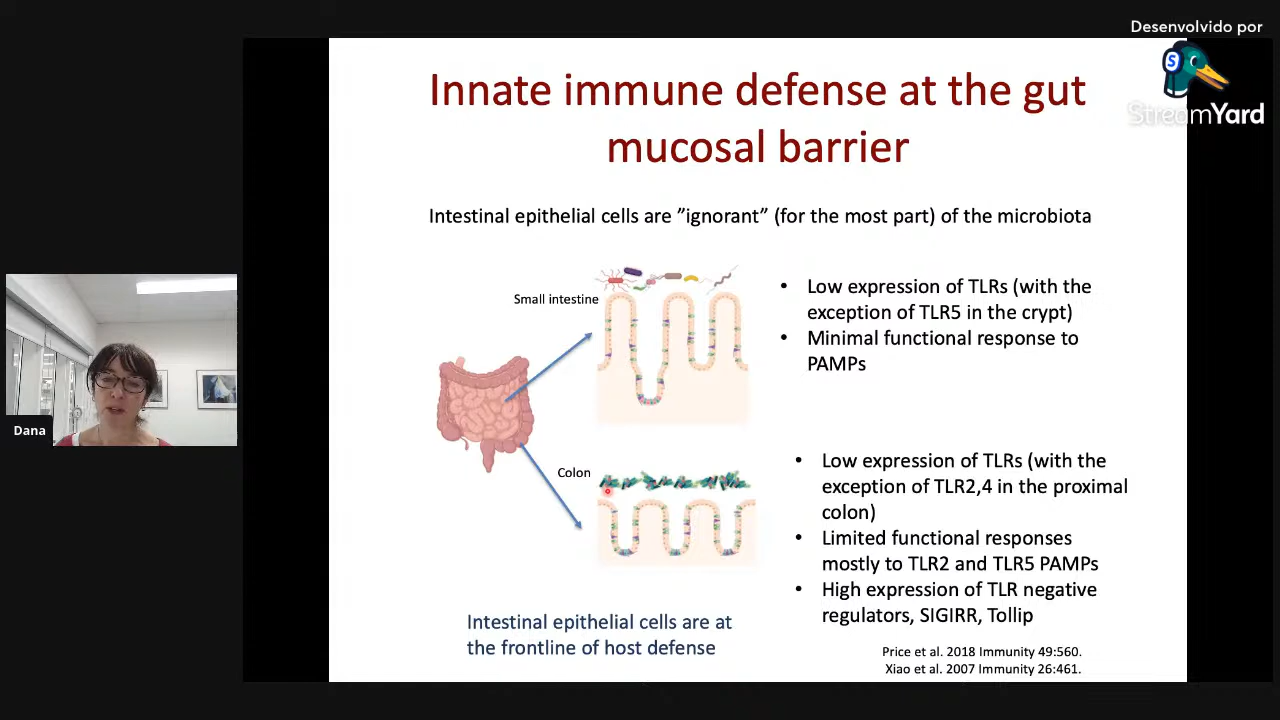 Desenvolvido por
StreamYard
Innate immune defense at the gut
mucosal barrier
Intestinal epithelial cells are ”ignorant” (for the most part) of the microbiota
Small intestine
• Low expression of TLRs (with the
exception of TLR5 in the crypt)
• Minimal functional response to
PAMPs
Dana
Colon
• Low expression of TLRs (with the
exception of TLR2,4 in the proximal
colon)
• Limited functional responses
mostly to TLR2 and TLR5 PAMPs
• High expression of TLR negative
regulators, SIGIRR, Tollip
Intestinal epithelial cells are at
the frontline of host defense
Price et al. 2018 Immunity 49:560.
Xiao et al. 2007 Immunity 26:461.